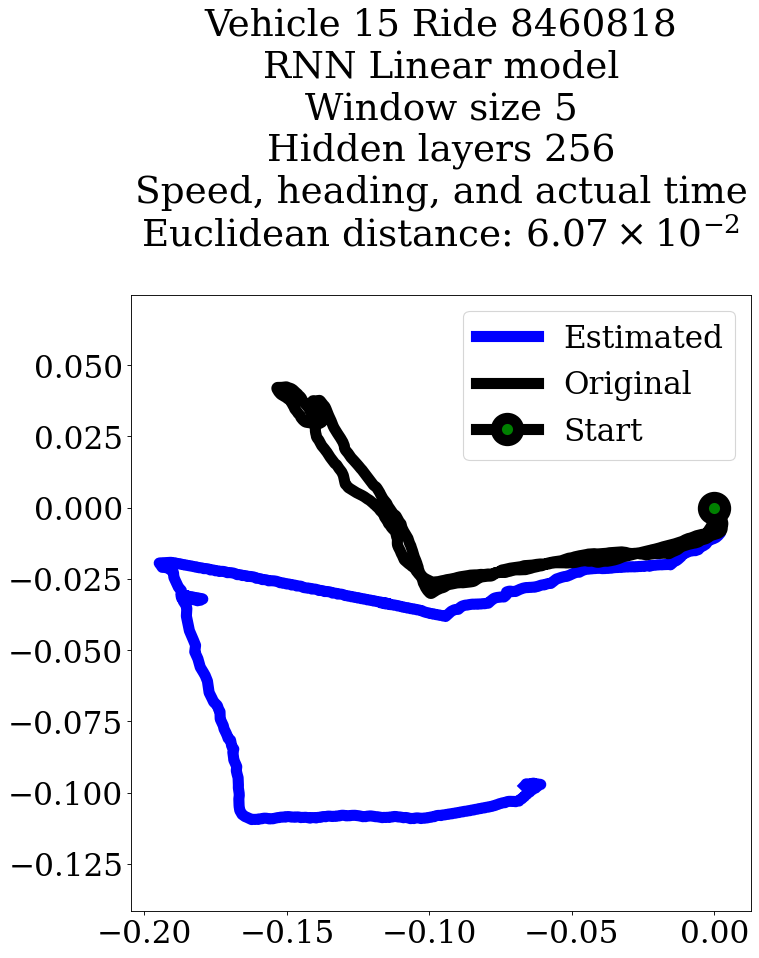 Vehicle 15 Ride 8460818
RNN Linear model
Window size 5
Hidden layers 256
Speed, heading, and actual time
Euclidean distance: 6.07 × 10⁻²
Estimated
Original
Start
0.050
0.025
0.000
−0.025
−0.050
−0.075
−0.100
−0.125
−0.20 −0.15 −0.10 −0.05 0.00